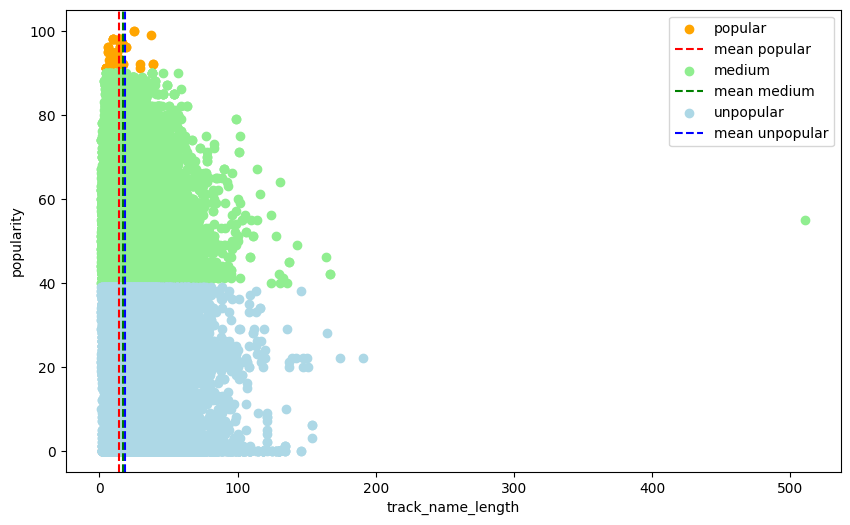 popular
mean popular
medium
mean medium
unpopular
mean unpopular
100
80
60
40
20
0
popularity
0 100 200 300 400 500
track_name_length